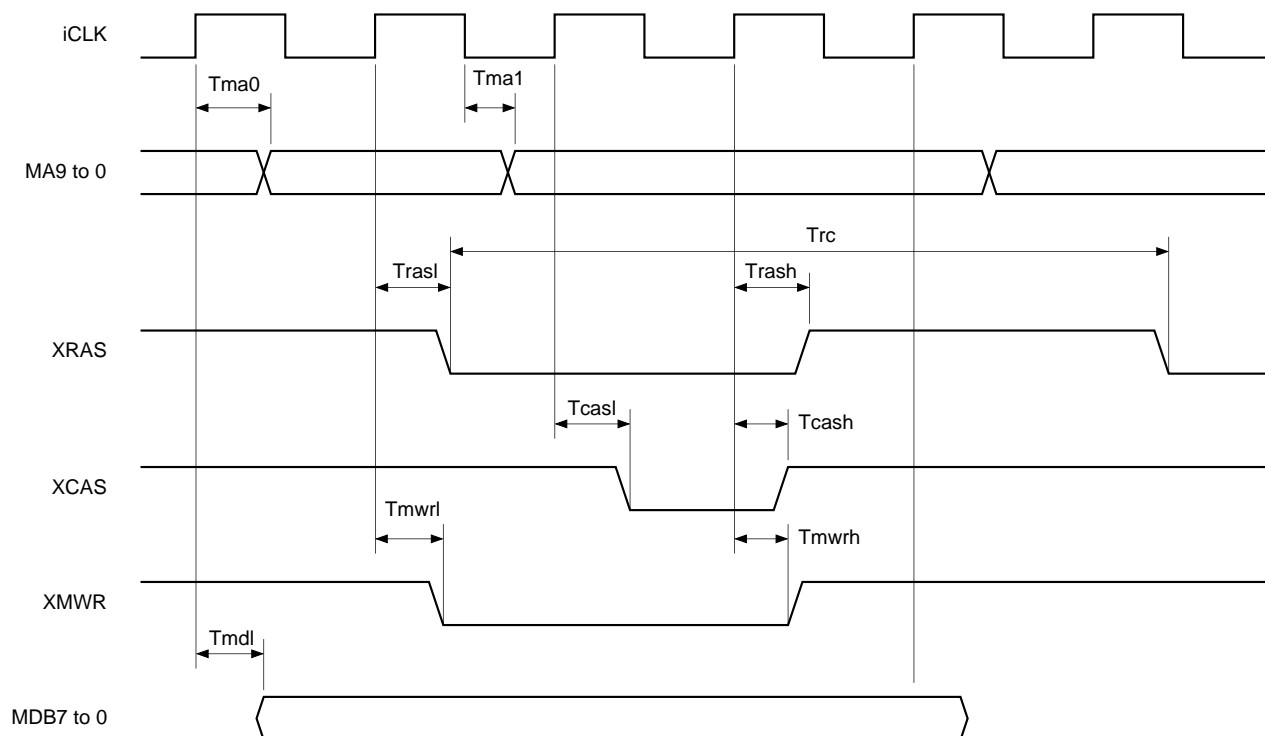 iCLK
Tma0
Tma1
MA9 to 0
Trc
Trasl
Trash
XRAS
Tcasl
Tcash
XCAS
Tmwrl
Tmwrh
XMWR
Tmdl
MDB7 to 0